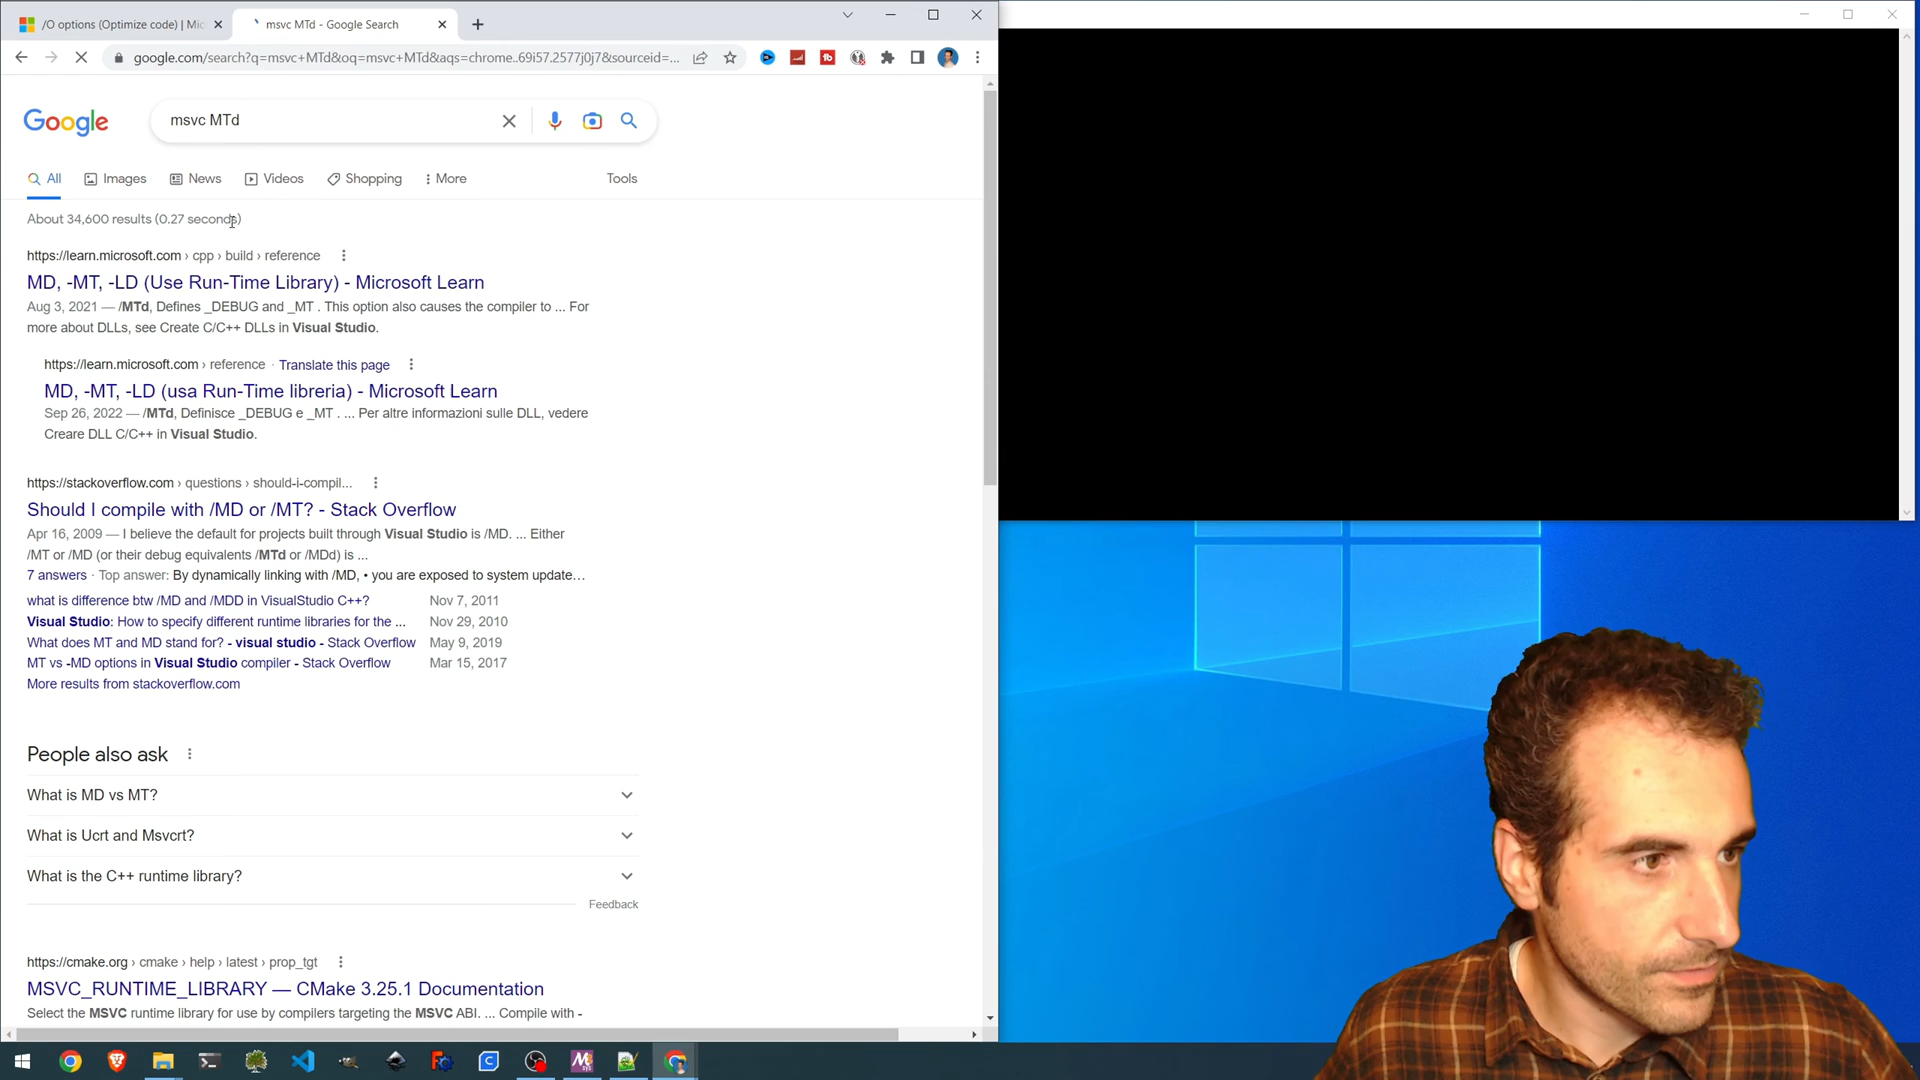 /O options (Optimize code) | Mic
msvc MTd - Google Search
google.com/search?q=msvc+MTd&oq=msvc+MTd&aqs=chrome..69i57.2577j0j7&sourceid=...
Google
msvc MTd
All
Images
News
Videos
Shopping
More
Tools
About 34,600 results (0.27 seconds)
https://learn.microsoft.com › cpp › build › reference
MD, -MT, -LD (Use Run-Time Library) - Microsoft Learn
Aug 3, 2021 — /MTd, Defines _DEBUG and _MT . This option also causes the compiler to ... For
more about DLLs, see Create C/C++ DLLs in Visual Studio.
https://learn.microsoft.com › reference · Translate this page
MD, -MT, -LD (usa Run-Time libreria) - Microsoft Learn
Sep 26, 2022 — /MTd, Definisce _DEBUG e _MT . ... Per altre informazioni sulle DLL, vedere
Creare DLL C/C++ in Visual Studio.
https://stackoverflow.com › questions › should-i-compil...
Should I compile with /MD or /MT? - Stack Overflow
Apr 16, 2009 — I believe the default for projects built through Visual Studio is /MD. ... Either
/MT or /MD (or their debug equivalents /MTd or /MDd) is ...
7 answers · Top answer: By dynamically linking with /MD, • you are exposed to system update…
what is difference btw /MD and /MDD in VisualStudio C++? Nov 7, 2011
Visual Studio: How to specify different runtime libraries for the ... Nov 29, 2010
What does MT and MD stand for? - visual studio - Stack Overflow May 9, 2019
MT vs -MD options in Visual Studio compiler - Stack Overflow Mar 15, 2017
More results from stackoverflow.com
People also ask
What is MD vs MT?
What is Ucrt and Msvcrt?
What is the C++ runtime library?
Feedback
https://cmake.org › cmake › help › latest › prop_tgt
MSVC_RUNTIME_LIBRARY — CMake 3.25.1 Documentation
Select the MSVC runtime library for use by compilers targeting the MSVC ABI. ... Compile with -